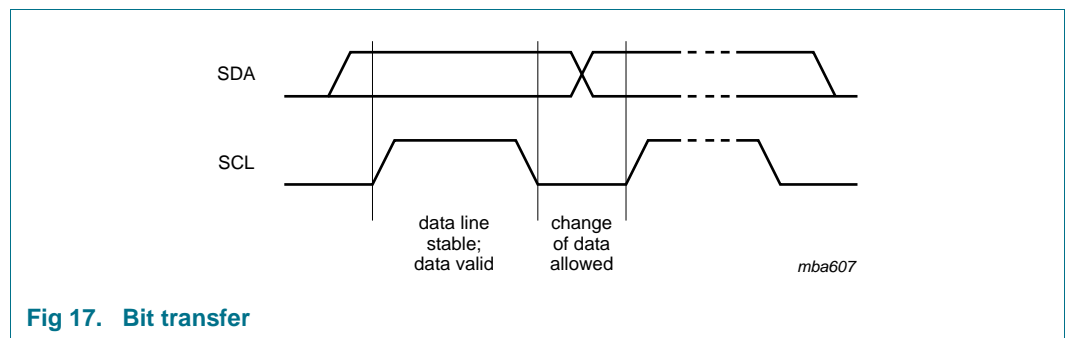 SDA
SCL
data line
stable;
data valid
change
of data
allowed
mba607
Fig 17. Bit transfer